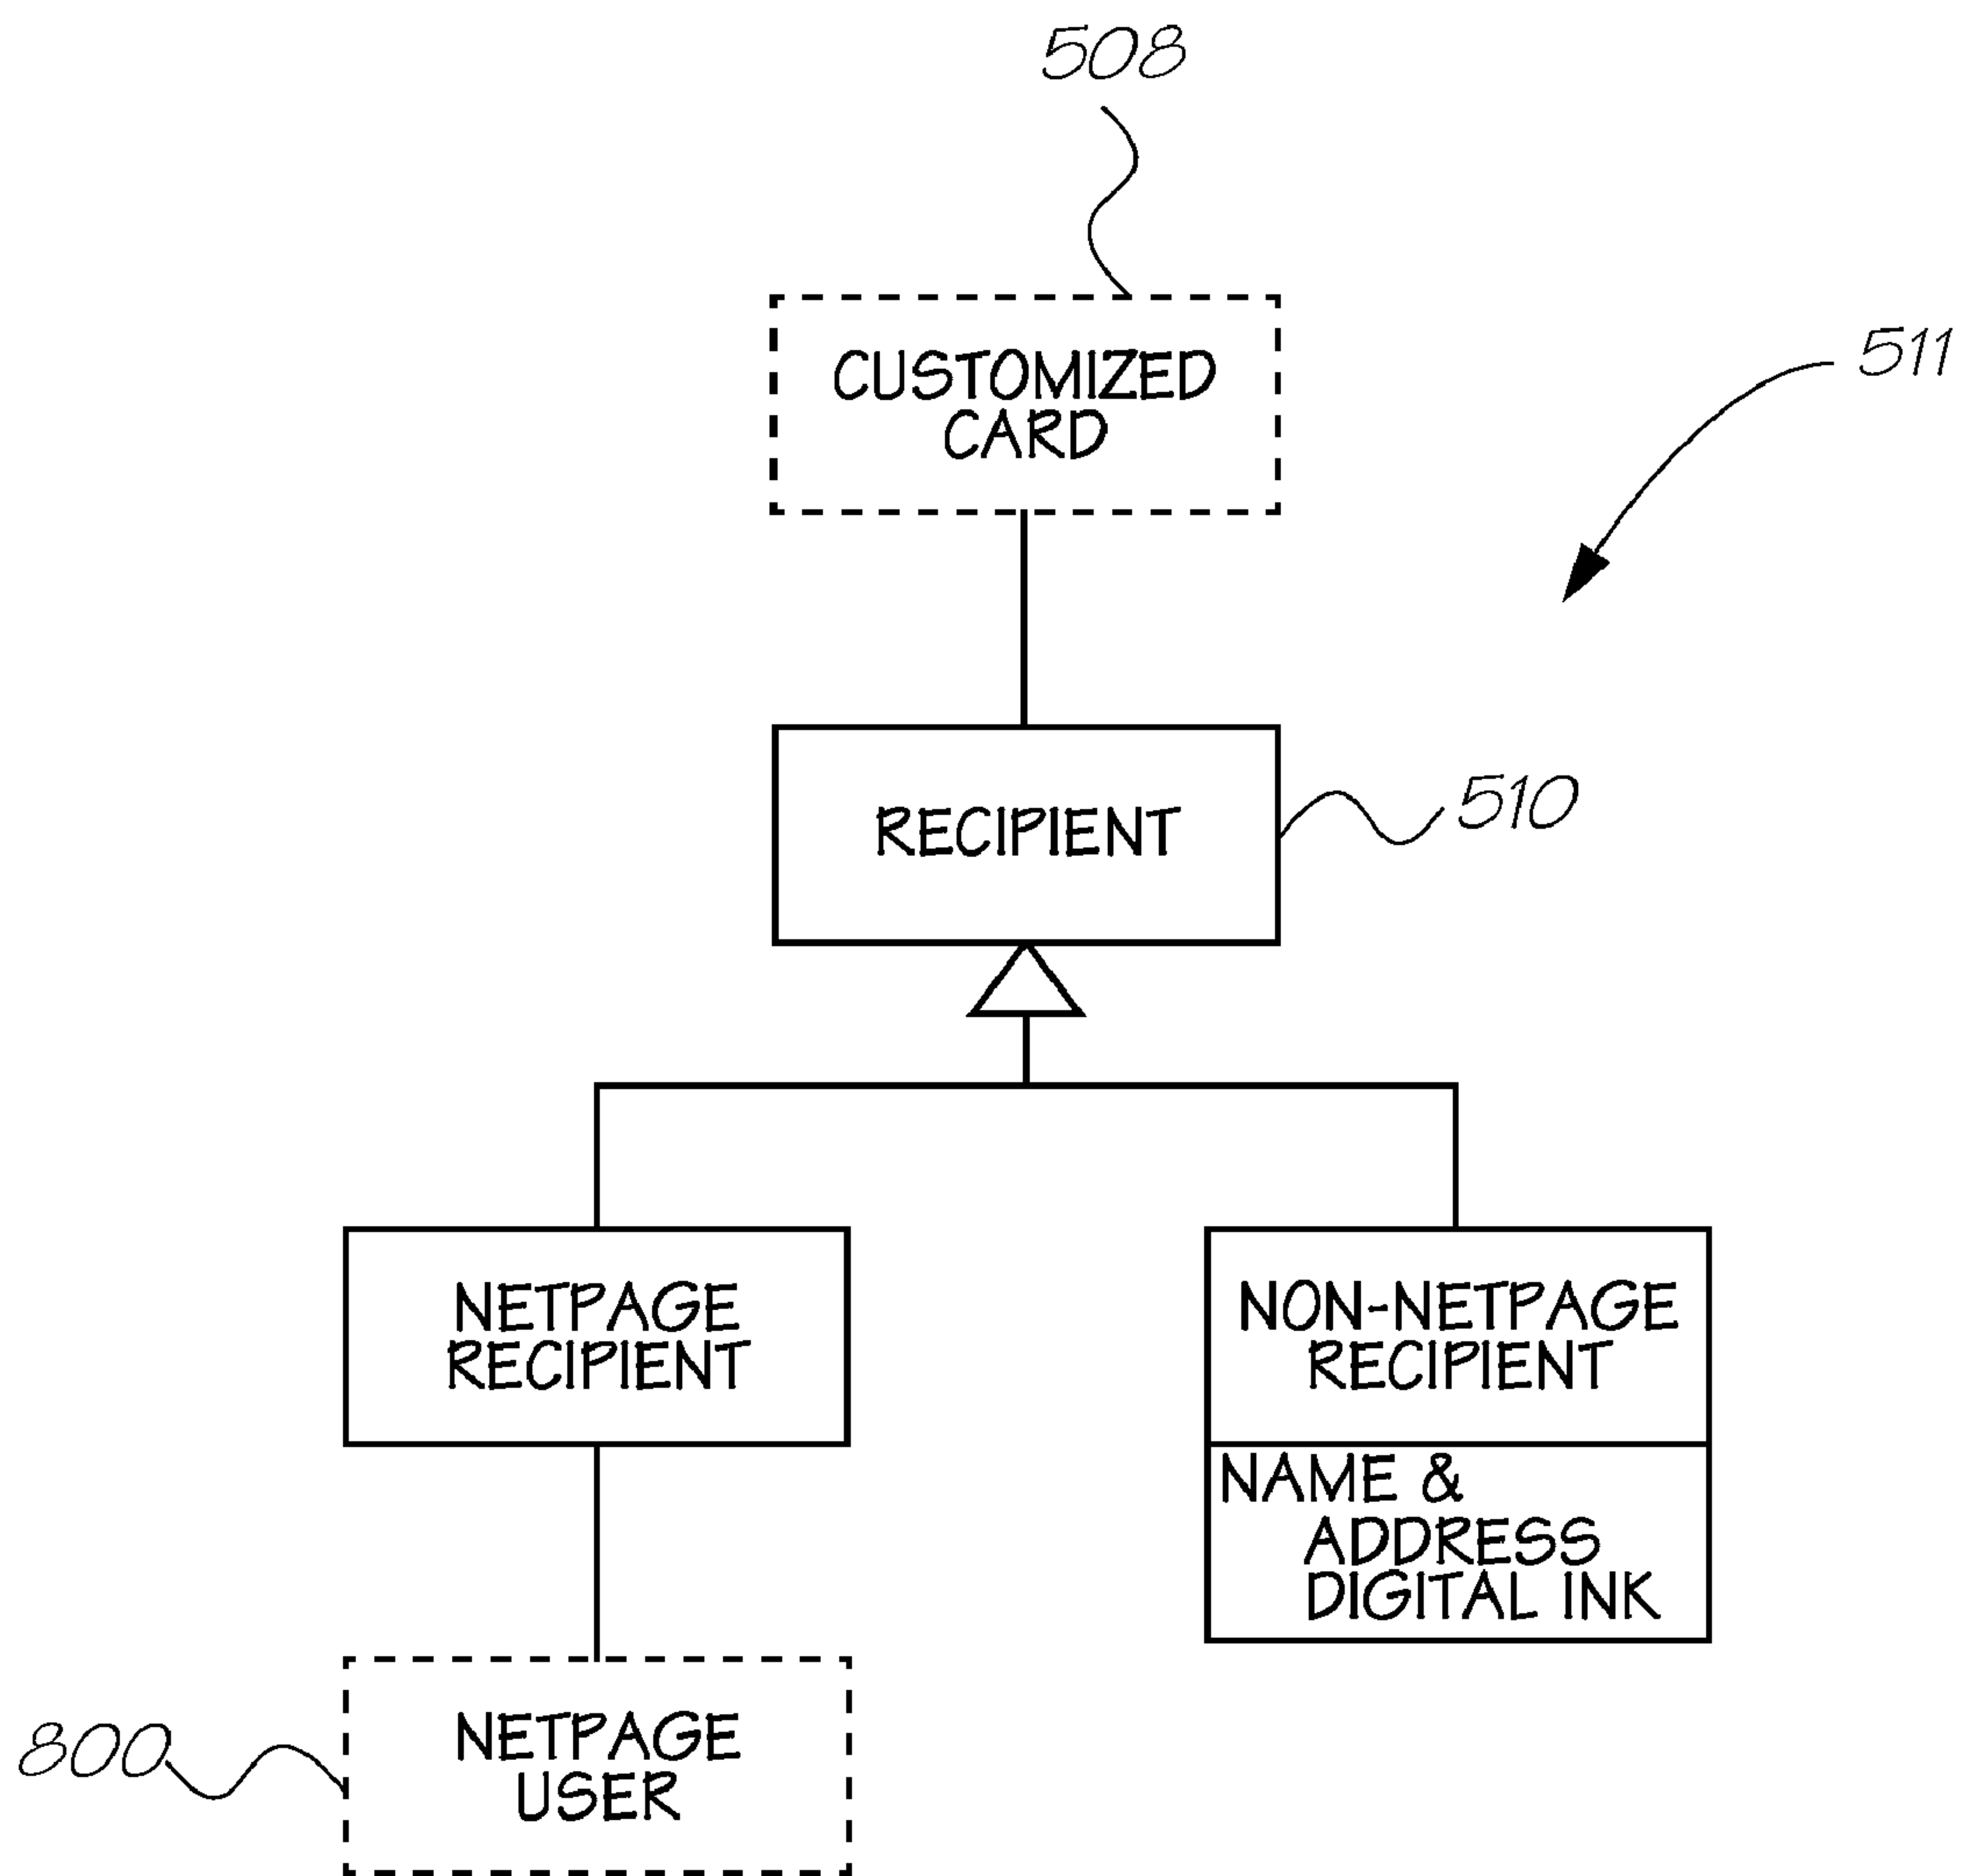 508
511
CUSTOMIZED
CARD
RECIPIENT
510
NETPAGE
RECIPIENT
NON-NETPAGE
RECIPIENT
NAME &
ADDRESS
DIGITAL INK
800
NETPAGE
USER